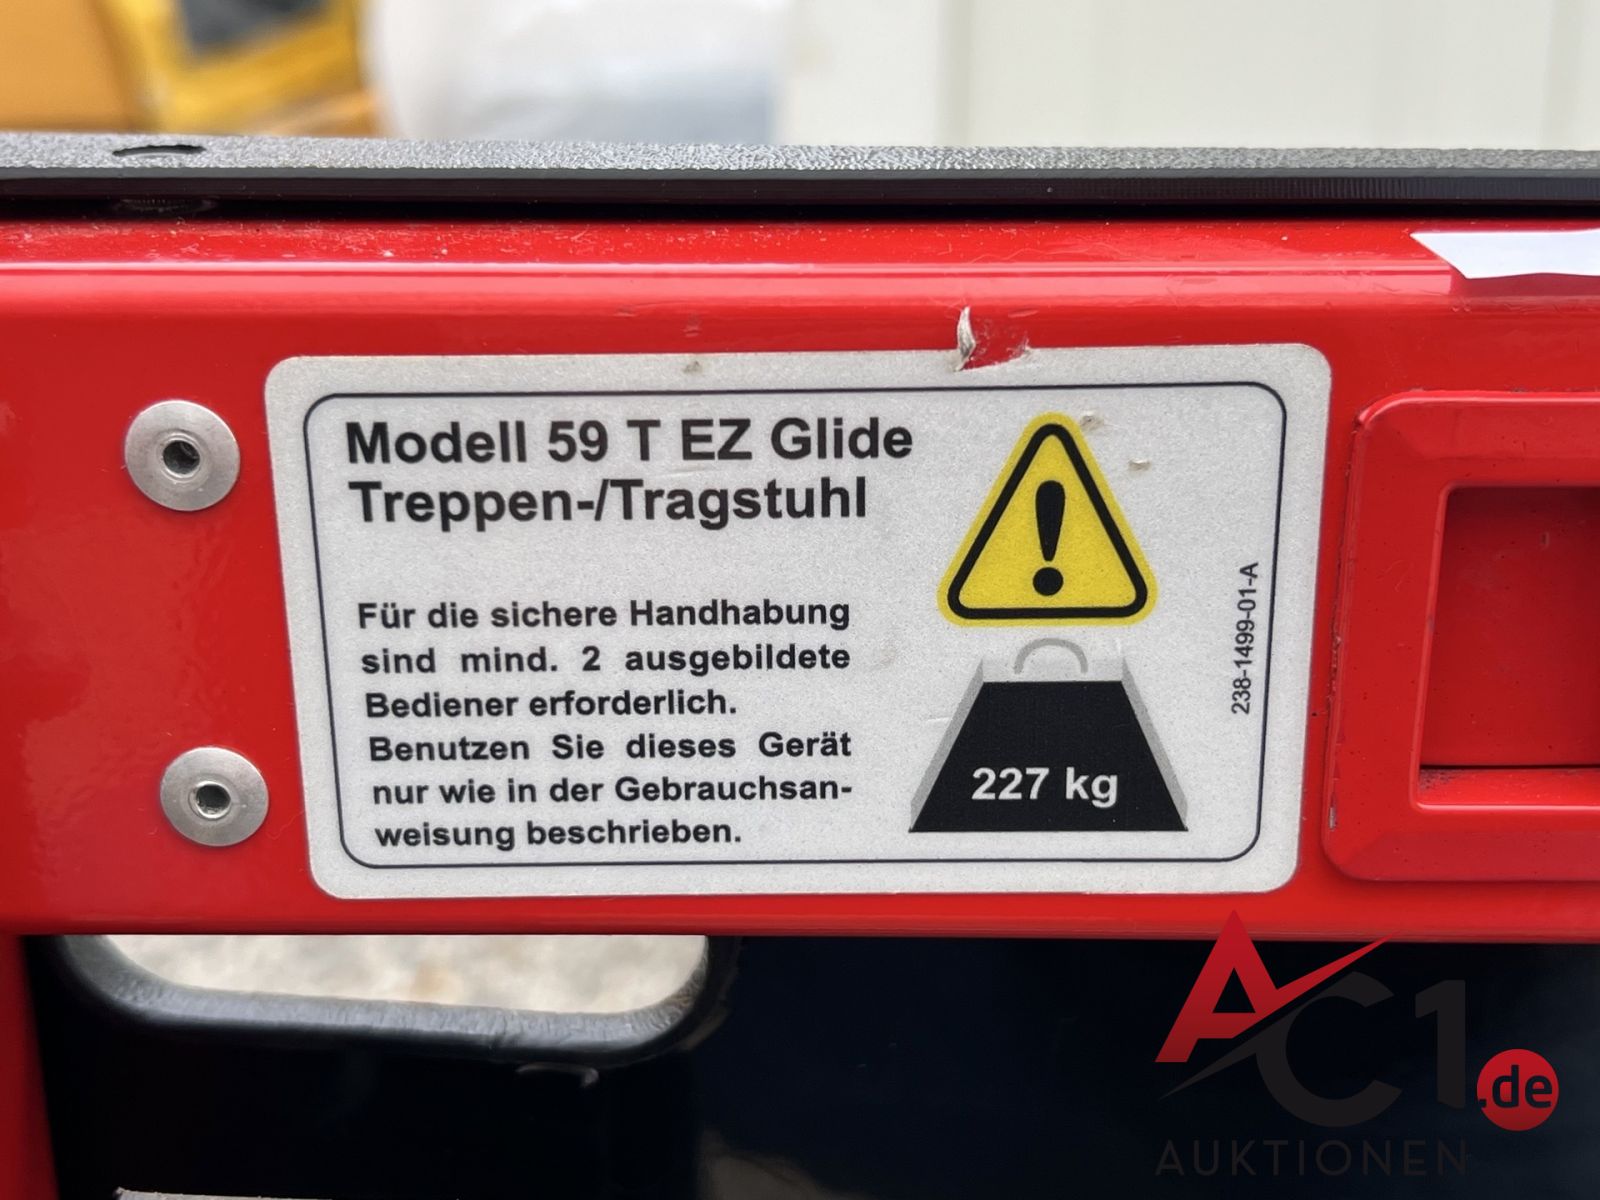 Modell 59 T EZ Glide
Treppen-/Tragstuhl
Für die sichere Handhabung
sind mind. 2 ausgebildete
Bediener erforderlich.
Benutzen Sie dieses Gerät
nur wie in der Gebrauchsan-
weisung beschrieben.
227 kg
238-1499-01-A
AC1.de
AUKTIONEN